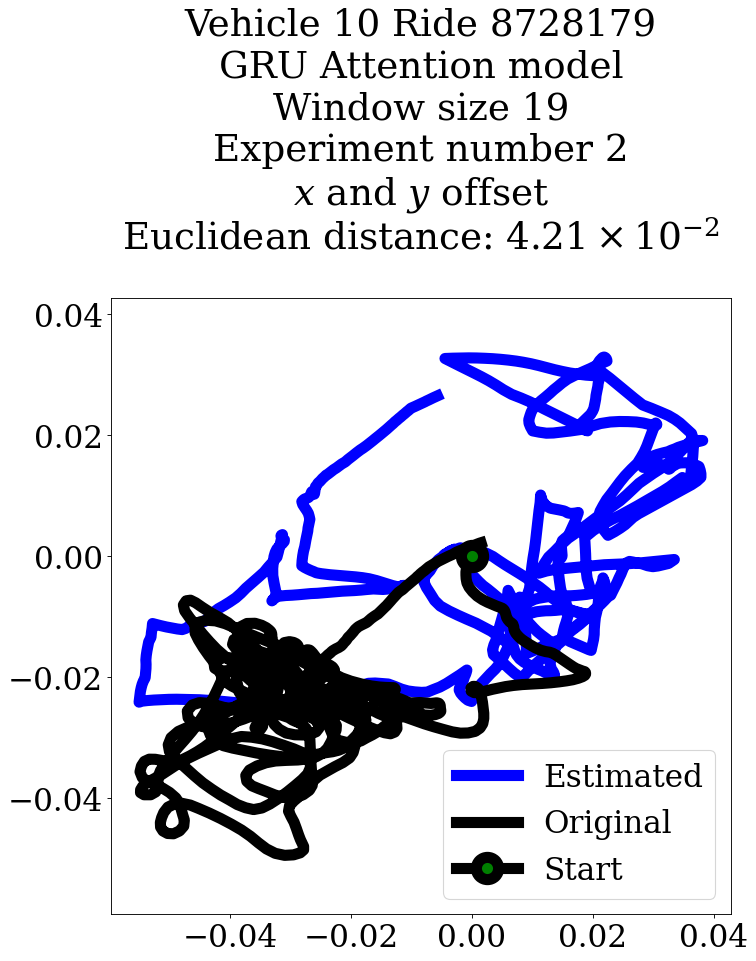 Vehicle 10 Ride 8728179
GRU Attention model
Window size 19
Experiment number 2
x and y offset
Euclidean distance: 4.21 × 10⁻²
0.04
0.02
0.00
−0.02
−0.04
Estimated
Original
Start
−0.04 −0.02 0.00 0.02 0.04